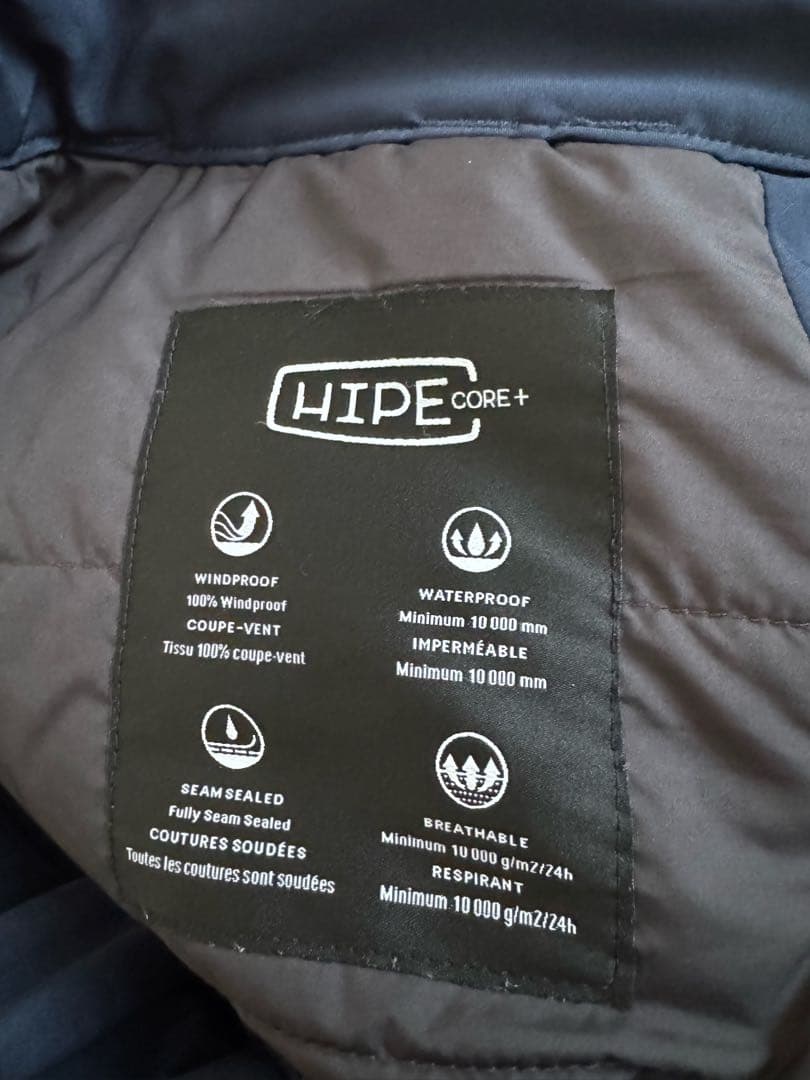 HIPE CORE+
WINDPROOF
100% Windproof
COUPE-VENT
Tissu 100% coupe-vent
WATERPROOF
Minimum 10 000 mm
IMPERMÉABLE
Minimum 10 000 mm
SEAM SEALED
Fully Seam Sealed
COUTURES SOUDÉES
Toutes les coutures sont soudées
BREATHABLE
Minimum 10 000 g/m2/24h
RESPIRANT
Minimum 10 000 g/m2/24h